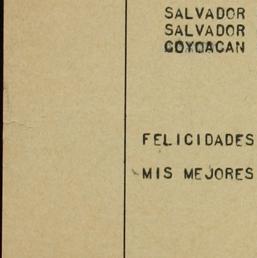 SALVADOR
SALVADOR
COYOACAN
FELICIDADES
MIS MEJORES